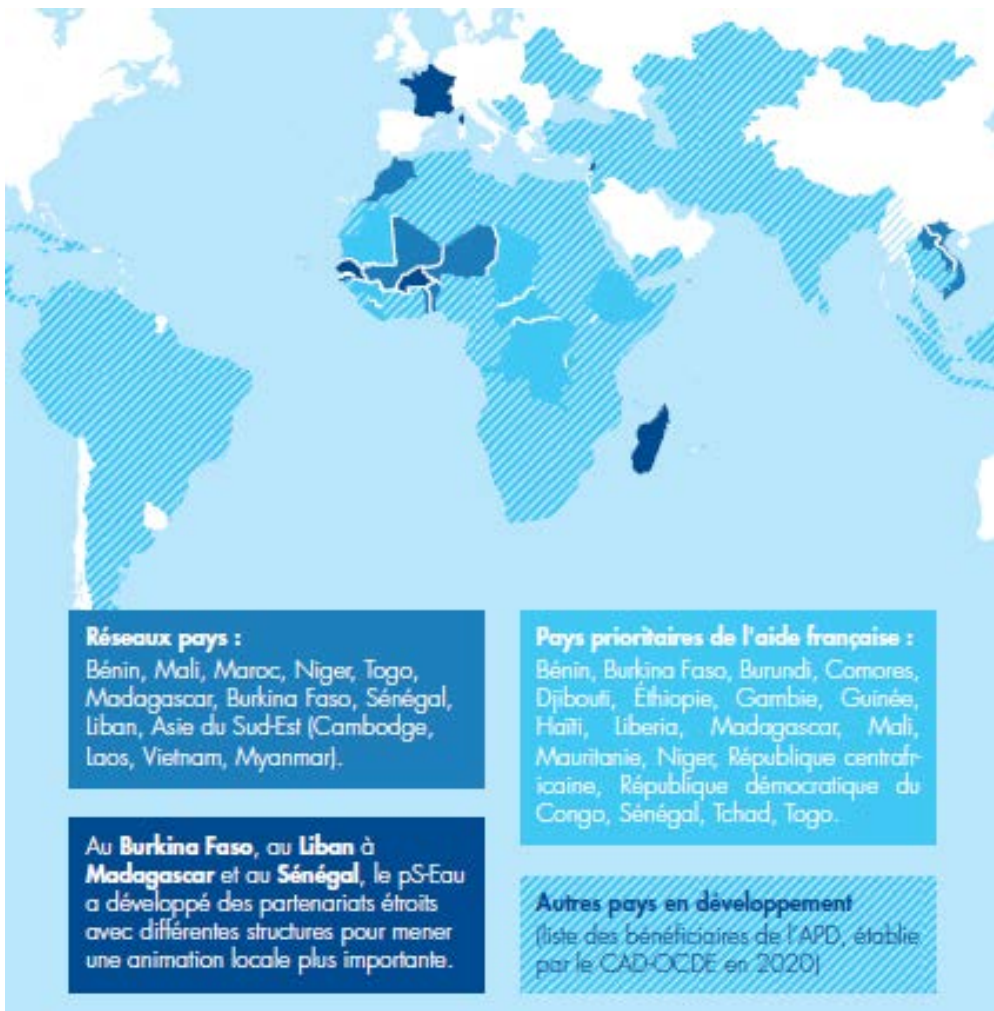 Réseaux pays :
Bénin, Mali, Maroc, Niger, Togo,
Madagascar, Burkina Faso, Sénégal,
Liban, Asie du Sud-Est (Cambodge,
Laos, Vietnam, Myanmar).
Au Burkina Faso, au Liban à
Madagascar et au Sénégal, le pS-Eau
a développé des partenariats étroits
avec différentes structures pour mener
une animation locale plus importante.
Pays prioritaires de l'aide française :
Bénin, Burkina Faso, Burundi, Comores,
Djibouti, Éthiopie, Gambie, Guinée,
Haïti, Liberia, Madagascar, Mali,
Mauritanie, Niger, République centrafr-
icaine, République démocratique du
Congo, Sénégal, Tchad, Togo.
Autres pays en développement
(liste des bénéficiaires de l'APD, établie
par le CAD-OCDE en 2020)